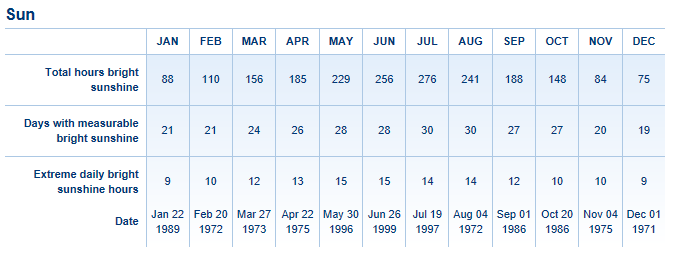 Sun
JAN FEB MAR APR MAY JUN JUL AUG SEP OCT NOV DEC
Total hours bright
sunshine
88 110 156 185 229 256 276 241 188 148 84 75
Days with measurable
bright sunshine
21 21 24 26 28 28 30 30 27 27 20 19
Extreme daily bright
sunshine hours
9 10 12 13 15 15 14 14 12 10 10 9
Date
Jan 22 Feb 20 Mar 27 Apr 22 May 30 Jun 26 Jul 19 Aug 04 Sep 01 Oct 20 Nov 04 Dec 01
1989 1972 1973 1975 1996 1999 1997 1972 1986 1986 1975 1971